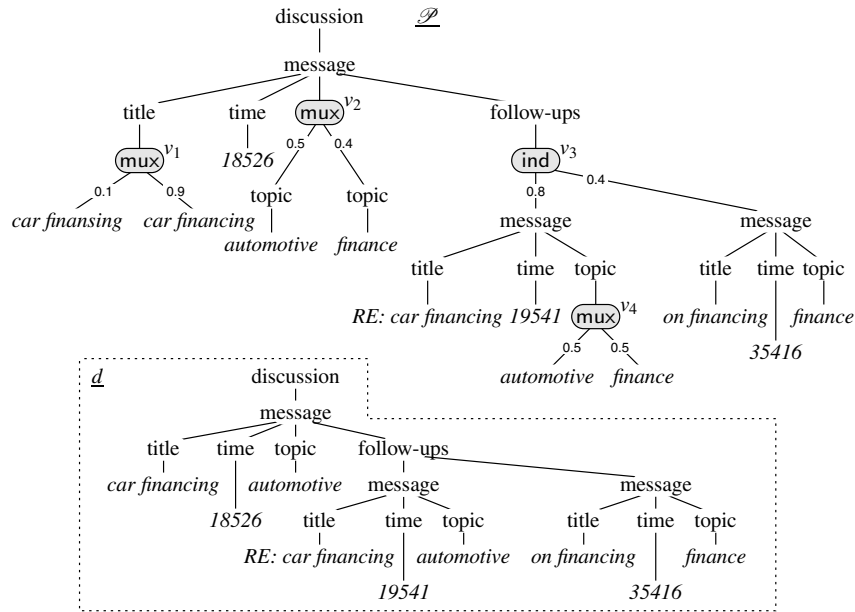 discussion 𝒫
message
title time mux v2 follow-ups
mux v1 18526 0.5 0.4 ind v3
0.1 0.9 0.8 0.4
car finansing car financing topic topic message message
automotive finance
title time topic title time topic
RE: car financing 19541 mux v4 on financing finance
0.5 0.5 35416
automotive finance
d discussion
message
title time topic follow-ups
car financing automotive message message
18526 title time topic title time topic
RE: car financing automotive on financing finance
19541 35416